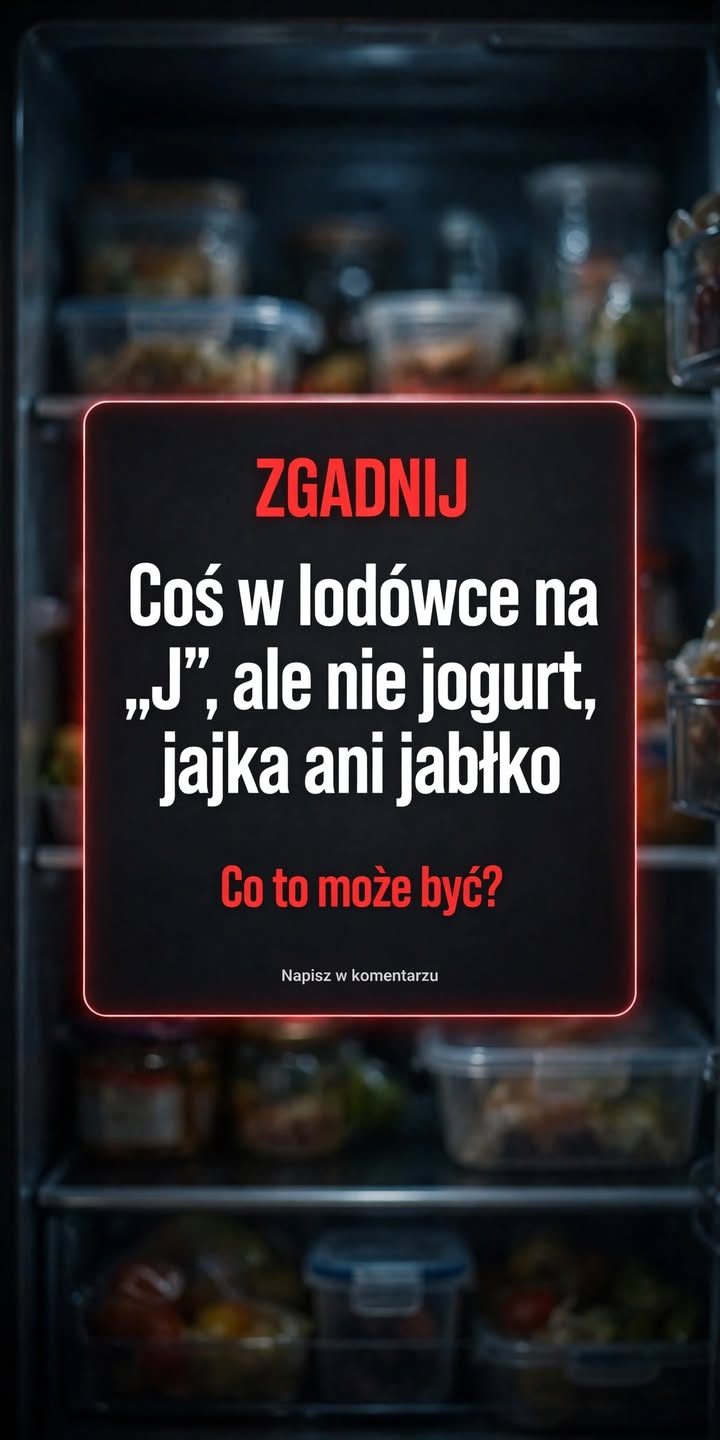 ZGADNIJ
Coś w lodówce na
„J”, ale nie jogurt,
jajka ani jabłko
Co to może być?
Napisz w komentarzu